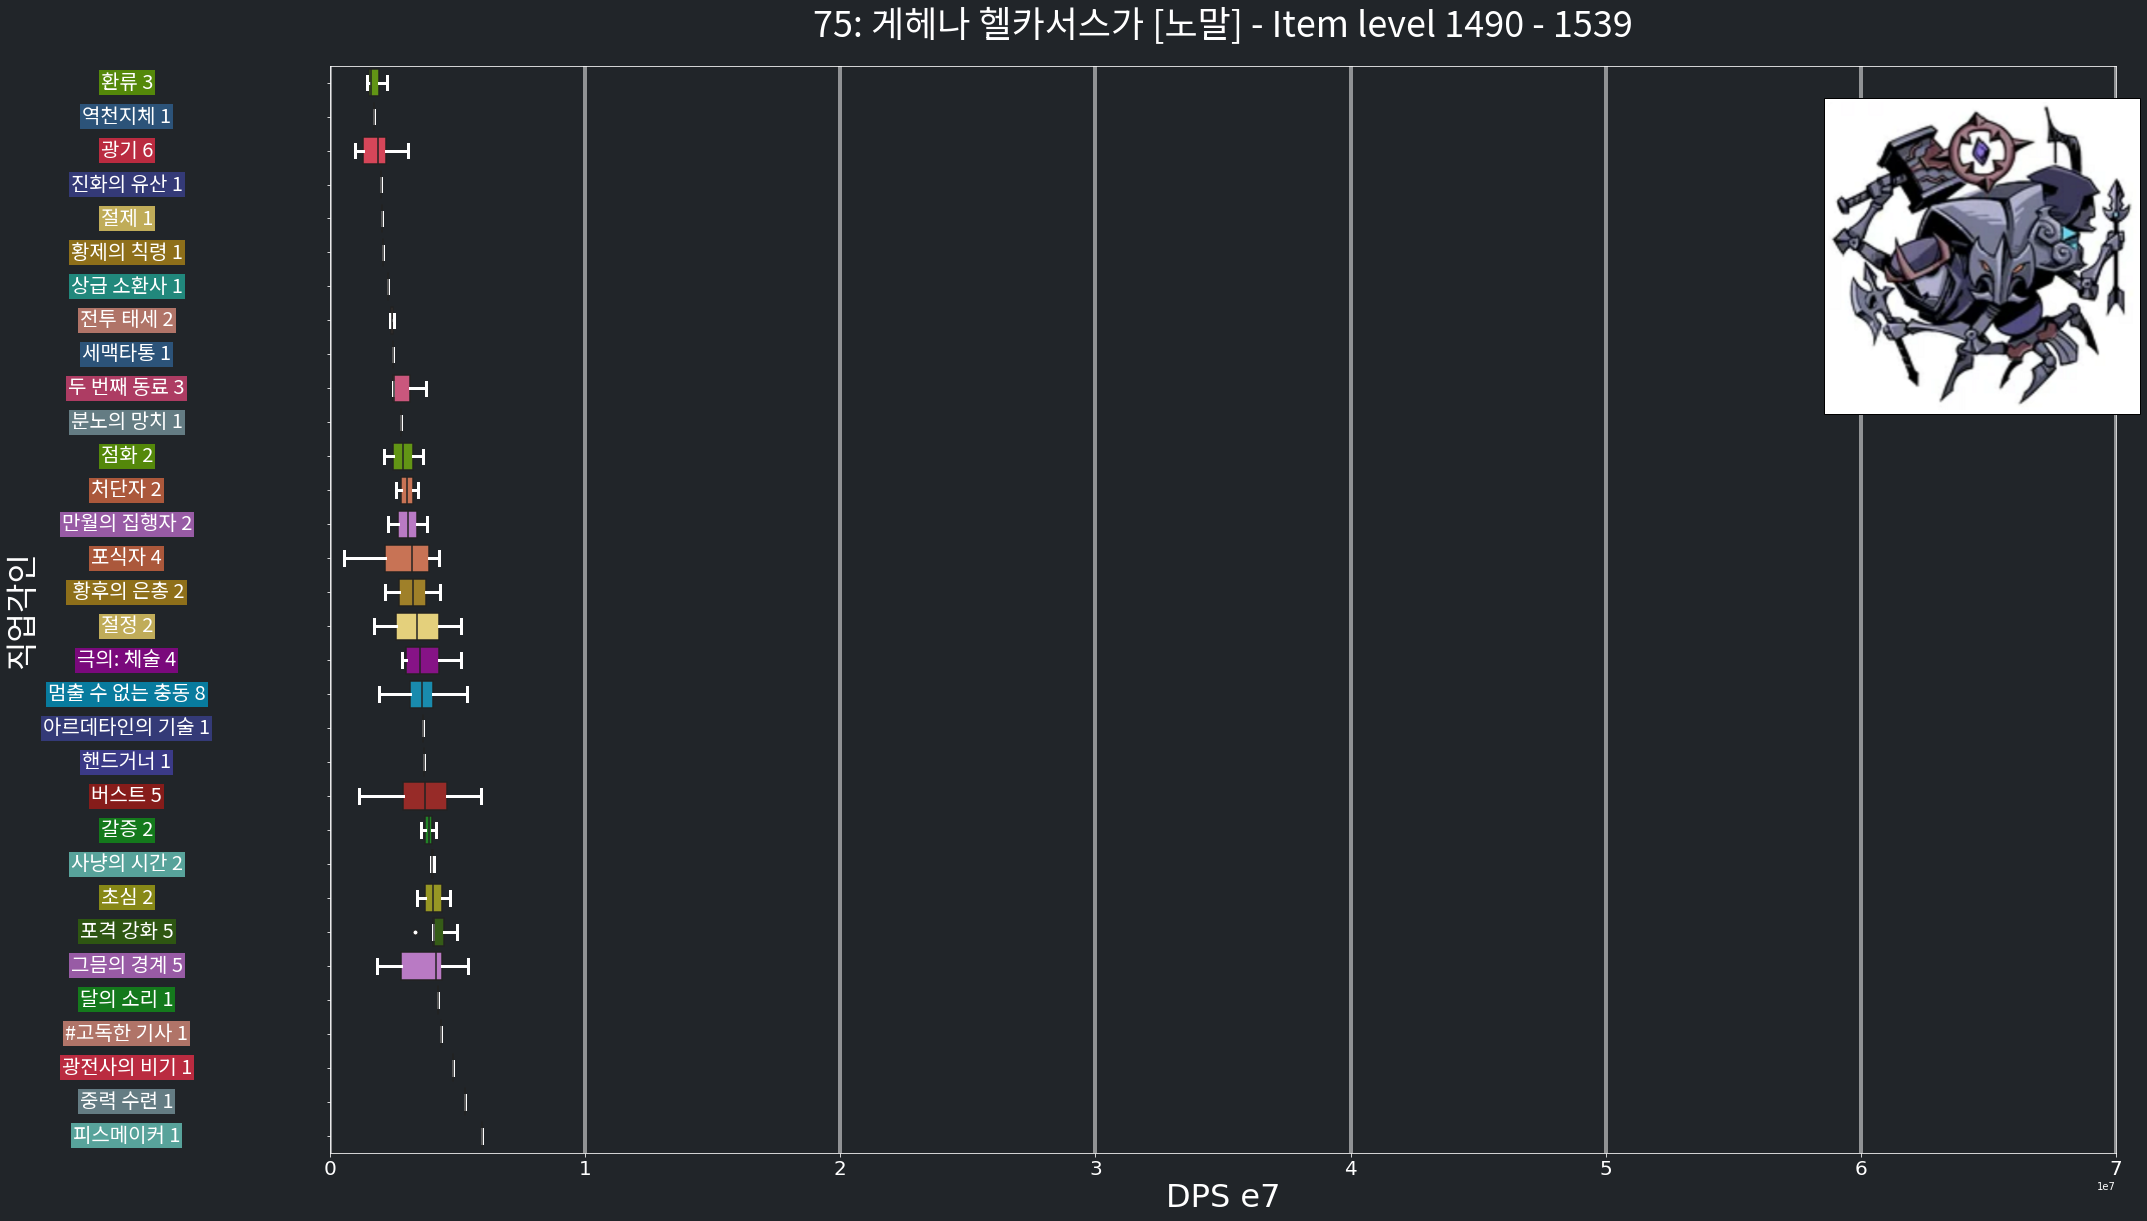 75: 게헤나 헬카서스가 [노말] - Item level 1490 - 1539
직업각인
환류 3
역천지체 1
광기 6
진화의 유산 1
절제 1
황제의 칙령 1
상급 소환사 1
전투 태세 2
세맥타통 1
두 번째 동료 3
분노의 망치 1
점화 2
처단자 2
만월의 집행자 2
포식자 4
황후의 은총 2
절정 2
극의: 체술 4
멈출 수 없는 충동 8
아르데타인의 기술 1
핸드거너 1
버스트 5
갈증 2
사냥의 시간 2
초심 2
포격 강화 5
그믐의 경계 5
달의 소리 1
#고독한 기사 1
광전사의 비기 1
중력 수련 1
피스메이커 1
0 1 2 3 4 5 6 7
1e7
DPS e7